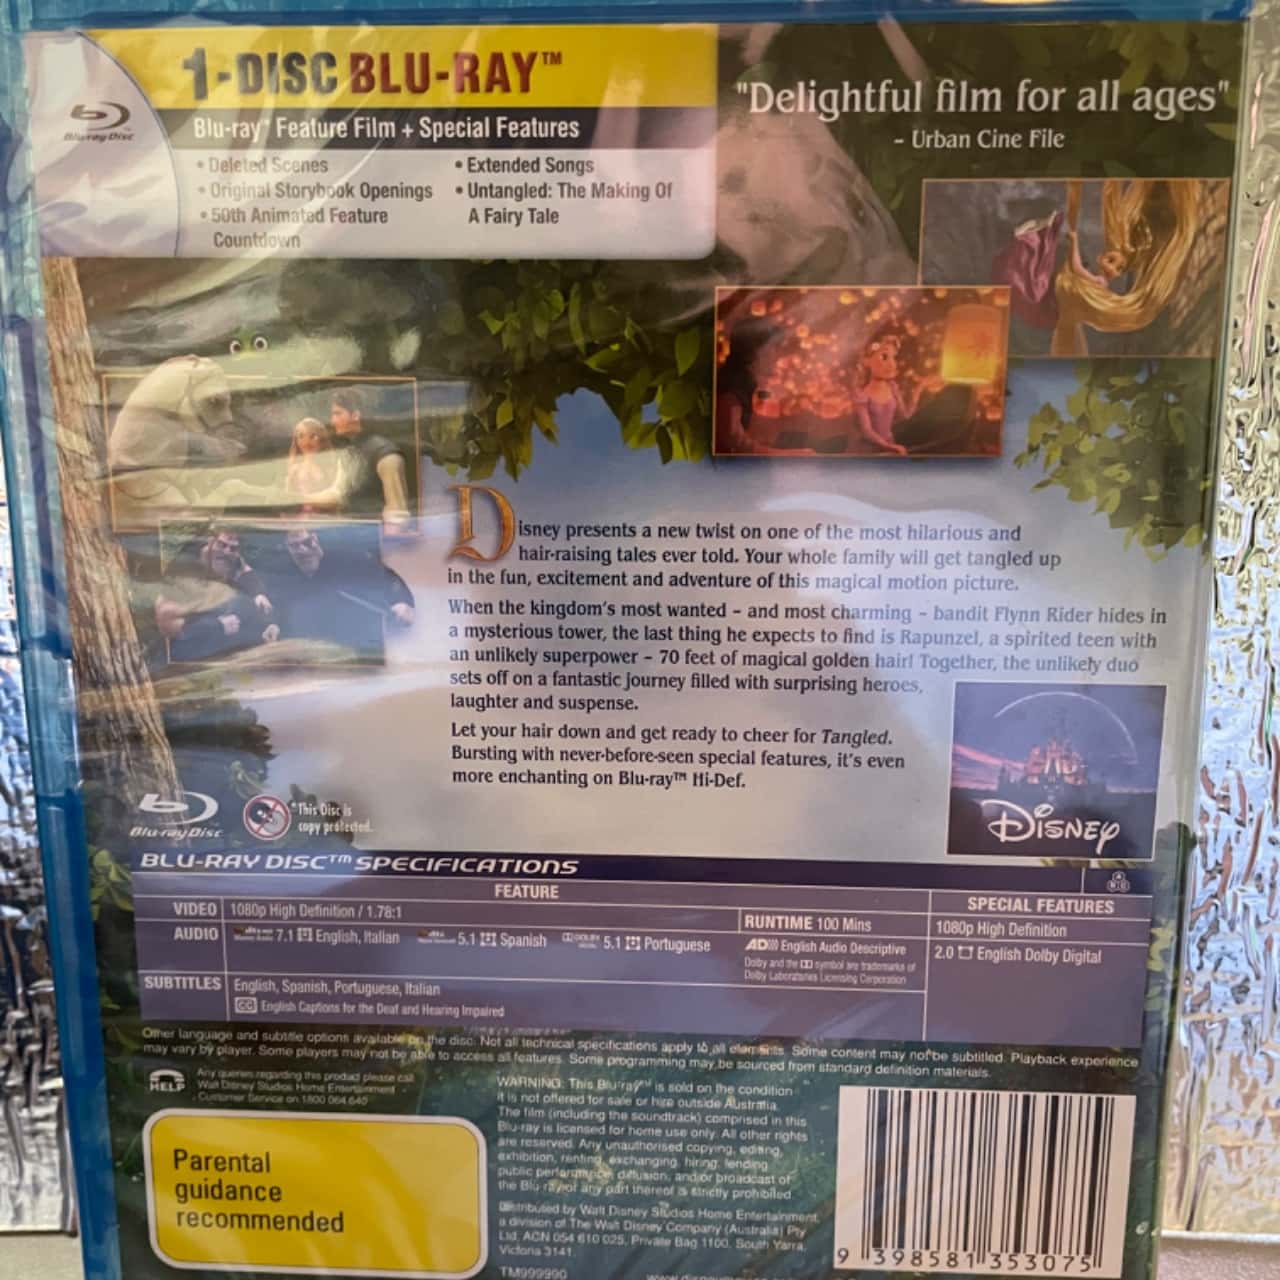 1-DISC BLU-RAY™
Blu-ray Disc
Blu-ray™ Feature Film + Special Features
• Deleted Scenes
• Original Storybook Openings
• 50th Animated Feature
Countdown
• Extended Songs
• Untangled: The Making Of
A Fairy Tale
"Delightful film for all ages"
- Urban Cine File
Disney presents a new twist on one of the most hilarious and
hair-raising tales ever told. Your whole family will get tangled up
in the fun, excitement and adventure of this magical motion picture.
When the kingdom's most wanted – and most charming – bandit Flynn Rider hides in
a mysterious tower, the last thing he expects to find is Rapunzel, a spirited teen with
an unlikely superpower – 70 feet of magical golden hair! Together, the unlikely duo
sets off on a fantastic journey filled with surprising heroes,
laughter and suspense.
Let your hair down and get ready to cheer for Tangled.
Bursting with never-before-seen special features, it's even
more enchanting on Blu-ray™ Hi-Def.
Disney
Blu-ray Disc
*This Disc is
copy protected.
BLU-RAY DISC™ SPECIFICATIONS
FEATURE
SPECIAL FEATURES
VIDEO 1080p High Definition / 1.78:1
RUNTIME 100 Mins
1080p High Definition
AUDIO 7.1 English, Italian 5.1 Spanish 5.1 Portuguese
AD English Audio Descriptive
2.0 English Dolby Digital
Dolby and the symbol are trademarks of
Dolby Laboratories Licensing Corporation
SUBTITLES English, Spanish, Portuguese, Italian
CC English Captions for the Deaf and Hearing Impaired
ABC
Other language and subtitle options available on the disc. Not all technical specifications apply to all elements. Some content may not be subtitled. Playback experience
may vary by player. Some players may not be able to access all features. Some programming may be sourced from standard definition materials.
HELP
Any queries regarding this product please call
Walt Disney Studios Home Entertainment
Customer Service on 1800 064 640
WARNING: This Blu-ray™ is sold on the condition
it is not offered for sale or hire outside Australia.
The film (including the soundtrack) comprised in this
Blu-ray is licensed for home use only. All other rights
are reserved. Any unauthorised copying, editing,
exhibition, renting, exchanging, hiring, lending,
public performance, diffusion, and/or broadcast of
the Blu-ray or any part thereof is strictly prohibited.
Distributed by Walt Disney Studios Home Entertainment,
a division of The Walt Disney Company (Australia) Pty
Ltd, ACN 054 610 025, Private Bag 1100, South Yarra,
Victoria 3141.
TM999990
Parental
guidance
recommended
9 398581 353075